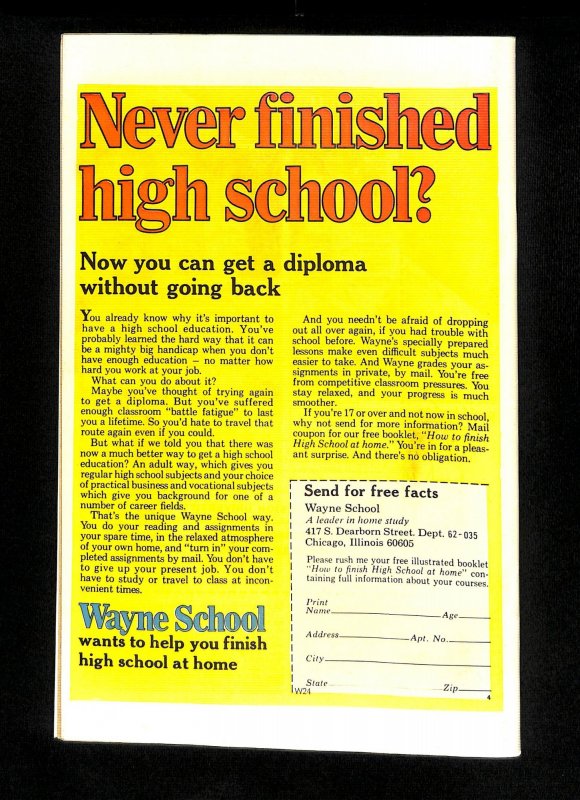 Never finished
high school?
Now you can get a diploma
without going back
You already know why it's important to
have a high school education. You've
probably learned the hard way that it can
be a mighty big handicap when you don't
have enough education — no matter how
hard you work at your job.
What can you do about it?
Maybe you've thought of trying again
to get a diploma. But you've suffered
enough classroom "battle fatigue" to last
you a lifetime. So you'd hate to travel that
route again even if you could.
But what if we told you that there was
now a much better way to get a high school
education? An adult way, which gives you
regular high school subjects and your choice
of practical business and vocational subjects
which give you background for one of a
number of career fields.
That's the unique Wayne School way.
You do your reading and assignments in
your spare time, in the relaxed atmosphere
of your own home, and "turn in" your com-
pleted assignments by mail. You don't have
to give up your present job. You don't
have to study or travel to class at incon-
venient times.
Wayne School
wants to help you finish
high school at home
And you needn't be afraid of dropping
out all over again, if you had trouble with
school before. Wayne's specially prepared
lessons make even difficult subjects much
easier to take. And Wayne grades your as-
signments in private, by mail. You're free
from competitive classroom pressures. You
stay relaxed, and your progress is much
smoother.
If you're 17 or over and not now in school,
why not send for more information? Mail
coupon for our free booklet, "How to finish
High School at home." You're in for a pleas-
ant surprise. And there's no obligation.
Send for free facts
Wayne School
A leader in home study
417 S. Dearborn Street. Dept. 62-035
Chicago, Illinois 60605
Please rush me your free illustrated booklet
"How to finish High School at home" con-
taining full information about your courses.
Print
Name Age
Address Apt. No.
City
State Zip
W24
4